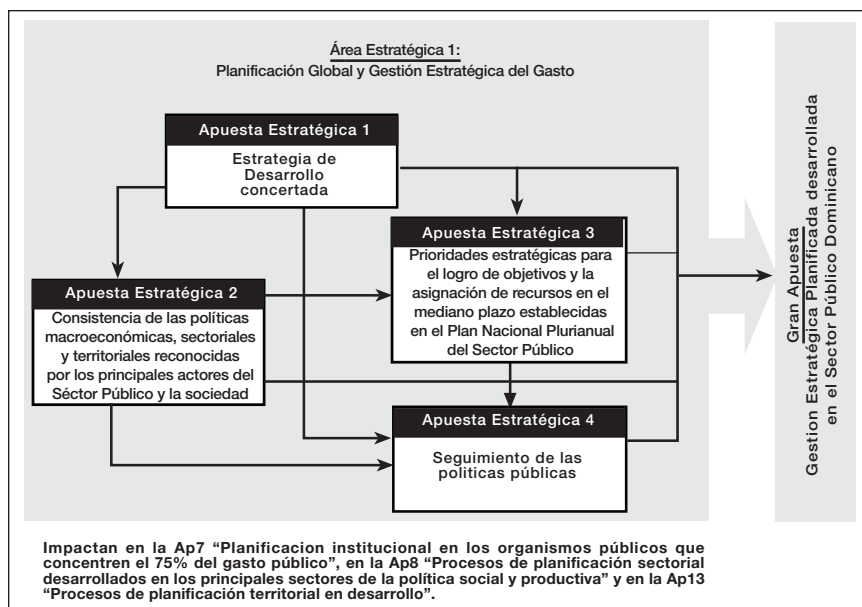 Área Estratégica 1:
Planificación Global y Gestión Estratégica del Gasto
Apuesta Estratégica 1
Estrategia de
Desarrollo
concertada
Apuesta Estratégica 3
Prioridades estratégicas para
el logro de objetivos y la
asignación de recursos en el
mediano plazo establecidas
en el Plan Nacional Plurianual
del Sector Público
Apuesta Estratégica 2
Consistencia de las políticas
macroeconómicas, sectoriales
y territoriales reconocidas
por los principales actores del
Séctór Público y la sociedad
Apuesta Estratégica 4
Seguimiento de las
politicas públicas
Gran Apuesta
Gestion Estratégica Planificada desarrollada
en el Sector Público Dominicano
Impactan en la Ap7 “Planificacion institucional en los organismos públicos que
concentren el 75% del gasto público”, en la Ap8 “Procesos de planificación sectorial
desarrollados en los principales sectores de la política social y productiva” y en la Ap13
“Procesos de planificación territorial en desarrollo”.